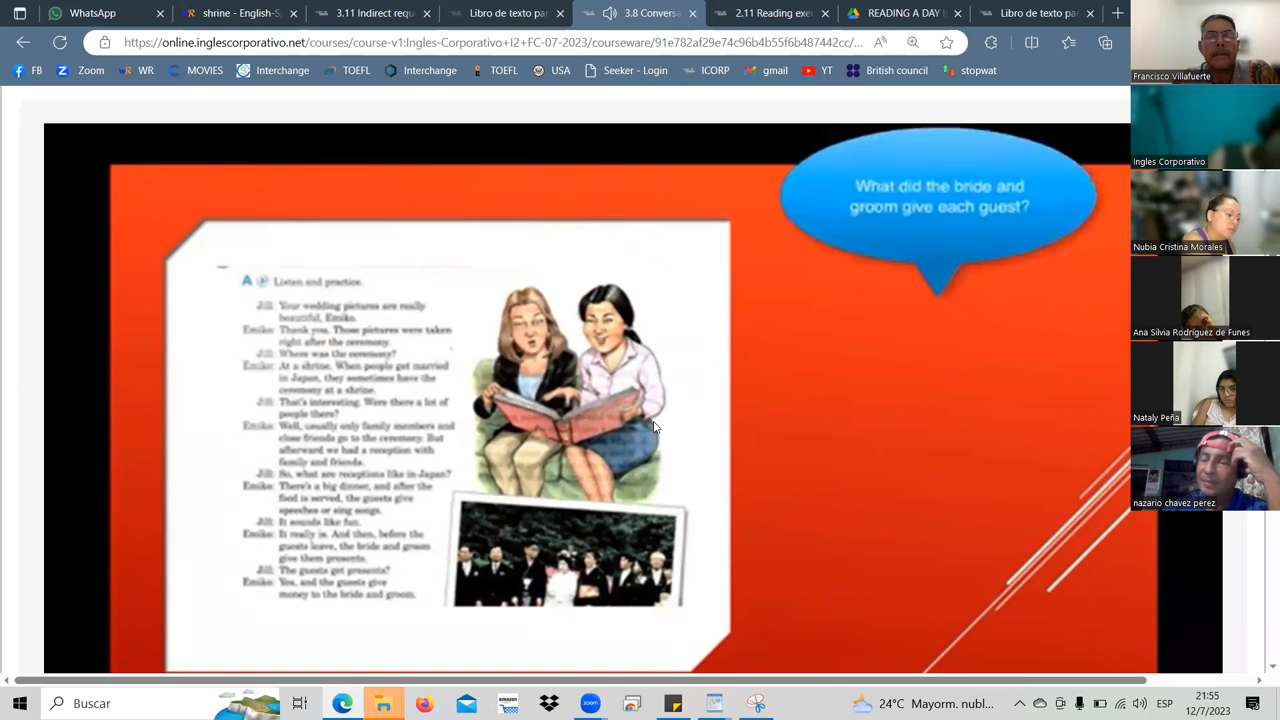 WhatsApp
shrine - English-S
3.11 Indirect requ
Libro de texto par
3.8 Conversa
2.11 Reading exer
READING A DAY I
Libro de texto par
https://online.inglescorporativo.net/courses/course-v1:Ingles-Corporativo+I2+FC-07-2023/courseware/91e782af29e74c96b4b55f6b487442cc/...
FB
Zoom
WR
MOVIES
Interchange
TOEFL
Interchange
TOEFL
USA
Seeker - Login
ICORP
gmail
YT
British council
stopwat
What did the bride and
groom give each guest?
A Listen and practice.
Jill: Your wedding pictures are really
beautiful, Emiko.
Emiko: Thank you. Those pictures were taken
right after the ceremony.
Jill: Where was the ceremony?
Emiko: At a shrine. When people get married
in Japan, they sometimes have the
ceremony at a shrine.
Jill: That's interesting. Were there a lot of
people there?
Emiko: Well, usually only family members and
close friends go to the ceremony. But
afterward we had a reception with
family and friends.
Jill: So, what are receptions like in Japan?
Emiko: There's a big dinner, and after the
food is served, the guests give
speeches or sing songs.
Jill: It sounds like fun.
Emiko: It really is. And then, before the
guests leave, the bride and groom
give them presents.
Jill: The guests get presents?
Emiko: Yes, and the guests give
money to the bride and groom.
Francisco Villafuerte
Ingles Corporativo
Nubia Cristina Morales
Ana Silvia Rodríguez de Funes
Nataly Peña
nazario chavez perez
Buscar
amazon
zoom
24°C Mayorm. nubl...
ESP
21:55
12/7/2023